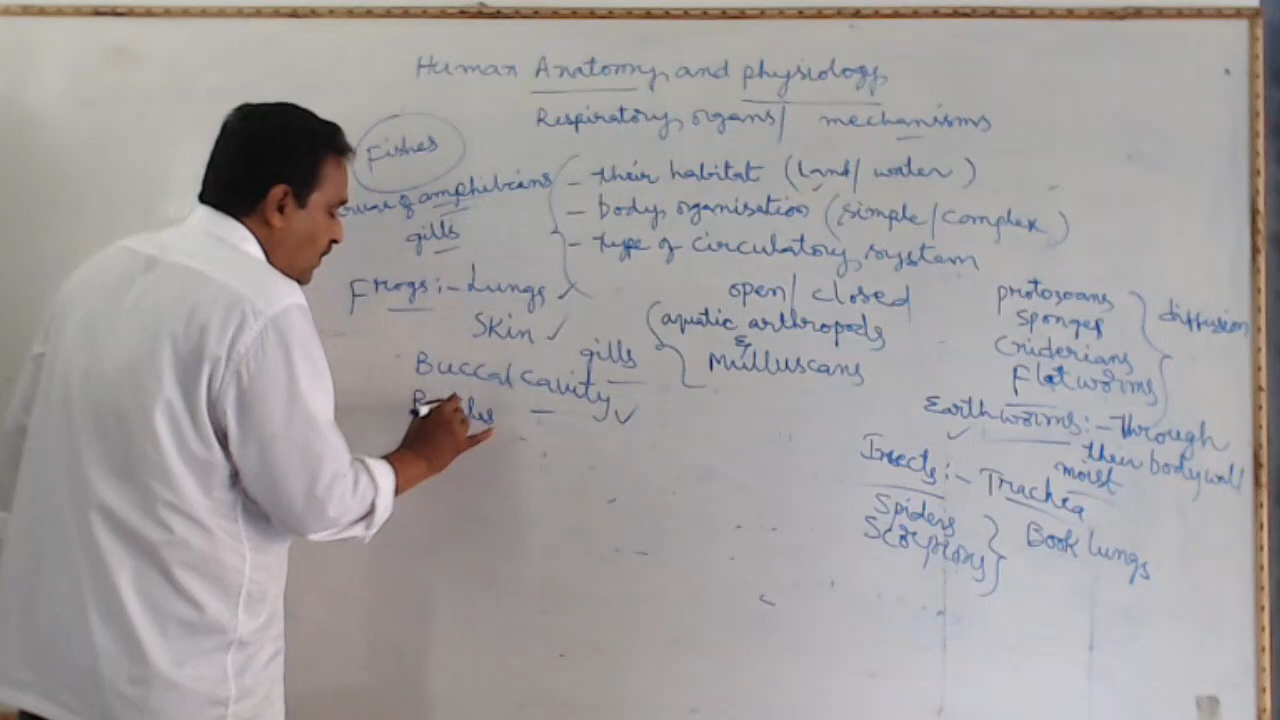 Human Anatomy and physiology
Respiratory organs/ mechanisms
Fishes
of amphibians
gills
- their habitat (land/ water)
- body organisation (simple/complex)
- type of circulatory system
open/ closed
Frogs :- Lungs
Skin ✓
Buccal cavity ✓
gills
(aquatic arthropods
&
Mulluscans
protozoans
sponges
Cniderians
Flatworms
diffusion
Earthworms :- Through
their body wall
moist
Insects :- Trachea
Spiders
Scorpions
Book lungs